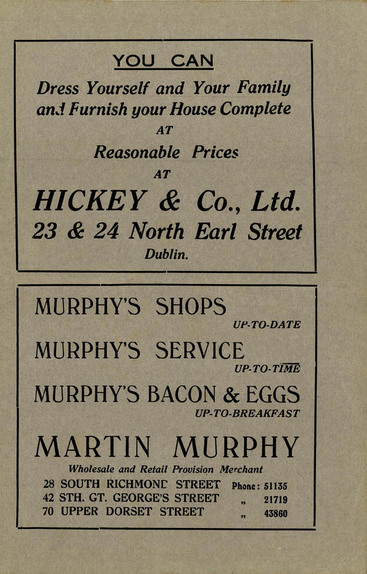 YOU CAN
Dress Yourself and Your Family
and Furnish your House Complete
AT
Reasonable Prices
AT
HICKEY & Co., Ltd.
23 & 24 North Earl Street
Dublin.
MURPHY'S SHOPS
UP-TO-DATE
MURPHY'S SERVICE
UP-TO-TIME
MURPHY'S BACON & EGGS
UP-TO-BREAKFAST
MARTIN MURPHY
Wholesale and Retail Provision Merchant
28 SOUTH RICHMOND STREET Phone: 51135
42 STH. GT. GEORGE'S STREET „ 21719
70 UPPER DORSET STREET „ 43860